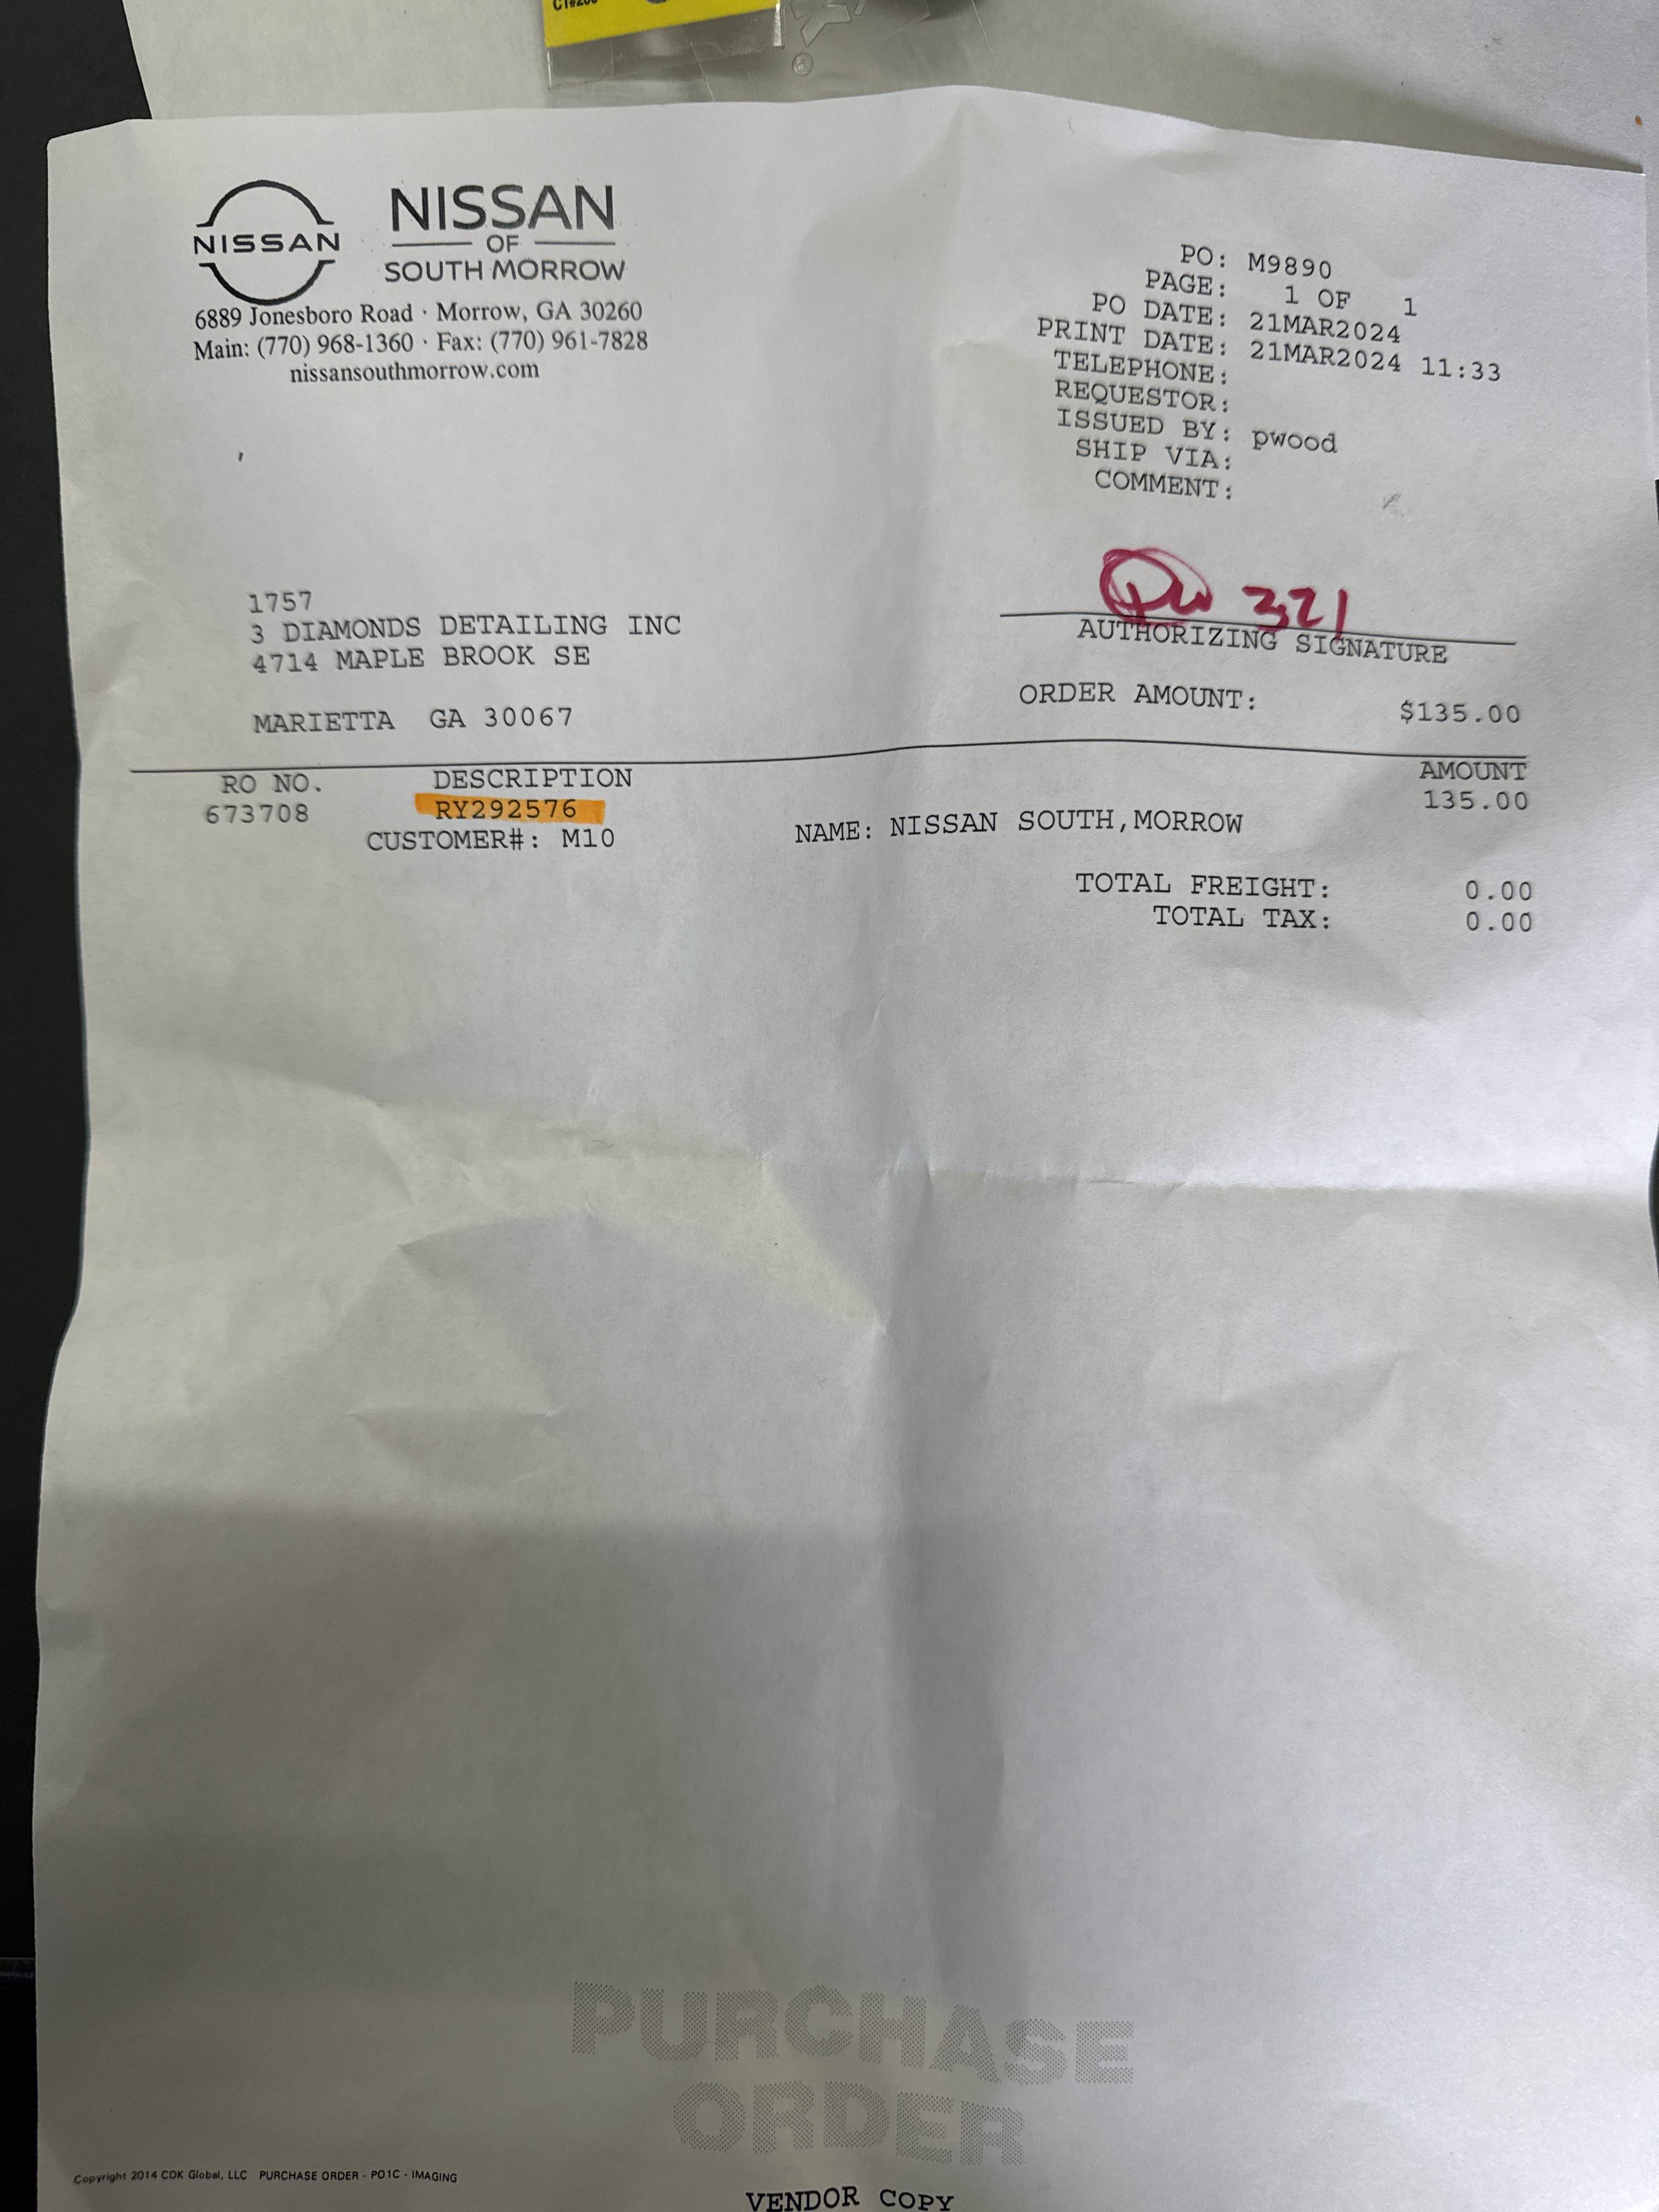 NISSAN
NISSAN
OF
SOUTH MORROW
6889 Jonesboro Road · Morrow, GA 30260
Main: (770) 968-1360 · Fax: (770) 961-7828
nissansouthmorrow.com
PO: M9890
PAGE: 1 OF 1
PO DATE: 21MAR2024
PRINT DATE: 21MAR2024 11:33
TELEPHONE:
REQUESTOR:
ISSUED BY: pwood
SHIP VIA:
COMMENT:
1757
3 DIAMONDS DETAILING INC
4714 MAPLE BROOK SE
MARIETTA GA 30067
PW 321
AUTHORIZING SIGNATURE
ORDER AMOUNT: $135.00
RO NO. DESCRIPTION AMOUNT
673708 RY292576 135.00
CUSTOMER#: M10 NAME: NISSAN SOUTH,MORROW
TOTAL FREIGHT: 0.00
TOTAL TAX: 0.00
PURCHASE
ORDER
Copyright 2014 CDK Global, LLC PURCHASE ORDER - PO1C - IMAGING
VENDOR COPY